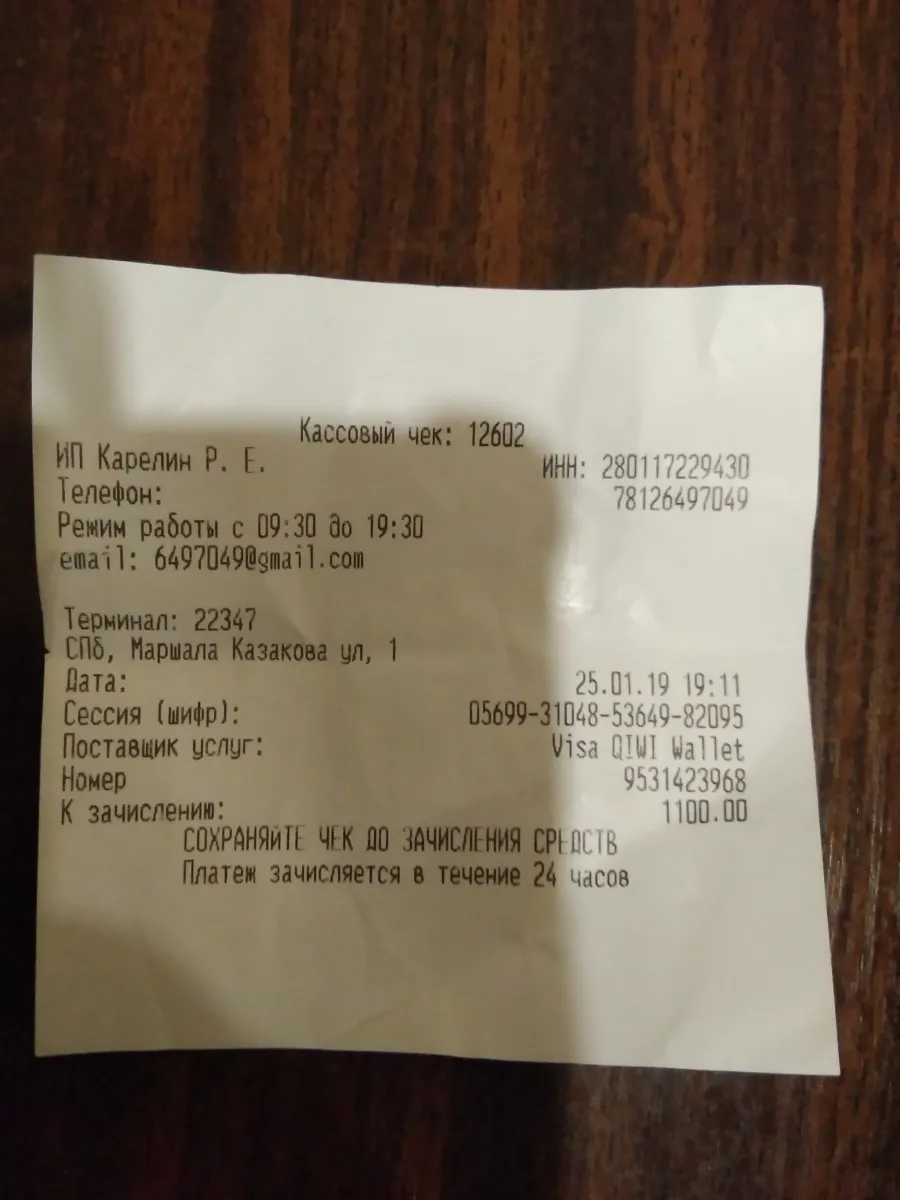 Кассовый чек: 12602
ИП Карелин Р. Е. ИНН: 280117229430
Телефон: 78126497049
Режим работы с 09:30 до 19:30
email: 6497049@gmail.com
Терминал: 22347
СПб, Маршала Казакова ул, 1
Дата: 25.01.19 19:11
Сессия (шифр): 05699-31048-53649-82095
Поставщик услуг: Visa QIWI Wallet
Номер 9531423968
К зачислению: 1100.00
СОХРАНЯЙТЕ ЧЕК ДО ЗАЧИСЛЕНИЯ СРЕДСТВ
Платеж зачисляется в течение 24 часов